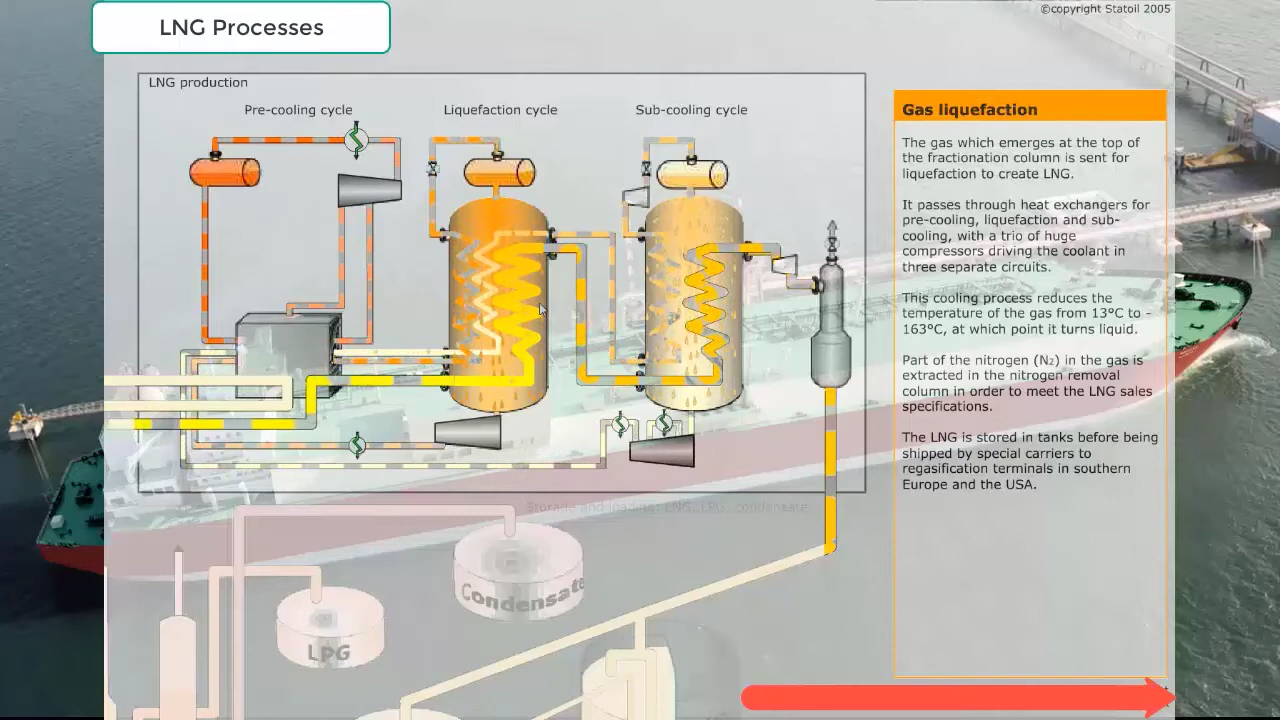 LNG Processes
©copyright Statoil 2005
LNG production
Pre-cooling cycle
Liquefaction cycle
Sub-cooling cycle
Gas liquefaction
The gas which emerges at the top of
the fractionation column is sent for
liquefaction to create LNG.
It passes through heat exchangers for
pre-cooling, liquefaction and sub-
cooling, with a trio of huge
compressors driving the coolant in
three separate circuits.
This cooling process reduces the
temperature of the gas from 13°C to -
163°C, at which point it turns liquid.
Part of the nitrogen (N₂) in the gas is
extracted in the nitrogen removal
column in order to meet the LNG sales
specifications.
The LNG is stored in tanks before being
shipped by special carriers to
regasification terminals in southern
Europe and the USA.
Storage and loading: LNG, LPG, condensate
Condensate
LPG